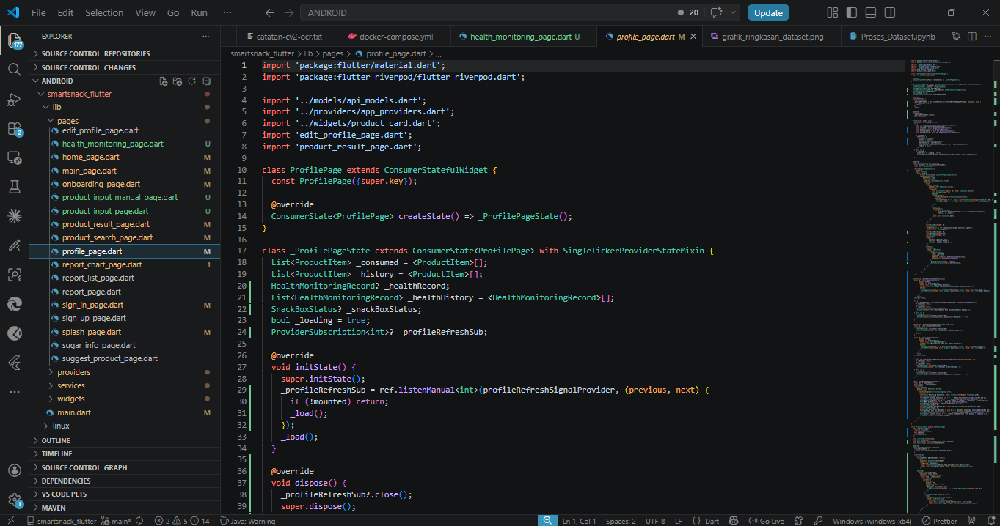 File Edit Selection View Go Run ··· ANDROID 20 Update
EXPLORER ···
SOURCE CONTROL: REPOSITORIES
SOURCE CONTROL: CHANGES
ANDROID
smartsnack_flutter
lib
pages
edit_profile_page.dart
health_monitoring_page.dart U
home_page.dart M
main_page.dart M
onboarding_page.dart M
product_input_manual_page.dart U
product_input_page.dart U
product_result_page.dart M
product_search_page.dart M
profile_page.dart M
report_chart_page.dart 1
report_list_page.dart
report_page.dart
sign_in_page.dart M
sign_up_page.dart
splash_page.dart M
sugar_info_page.dart
suggest_product_page.dart
providers
services
widgets
main.dart M
linux
OUTLINE
TIMELINE
SOURCE CONTROL: GRAPH
DEPENDENCIES
VS CODE PETS
MAVEN
177
2
1
catatan-cv2-ocr.txt docker-compose.yml health_monitoring_page.dart U profile_page.dart M grafik_ringkasan_dataset.png Proses_Dataset.ipynb ···
smartsnack_flutter > lib > pages > profile_page.dart > ...
1 import 'package:flutter/material.dart';
2 import 'package:flutter_riverpod/flutter_riverpod.dart';
3
4 import '../models/api_models.dart';
5 import '../providers/app_providers.dart';
6 import '../widgets/product_card.dart';
7 import 'edit_profile_page.dart';
8 import 'product_result_page.dart';
9
10 class ProfilePage extends ConsumerStatefulWidget {
11 const ProfilePage({super.key});
12
13 @override
14 ConsumerState<ProfilePage> createState() => _ProfilePageState();
15 }
16
17 class _ProfilePageState extends ConsumerState<ProfilePage> with SingleTickerProviderStateMixin {
18 List<ProductItem> _consumed = <ProductItem>[];
19 List<ProductItem> _history = <ProductItem>[];
20 HealthMonitoringRecord? _healthRecord;
21 List<HealthMonitoringRecord> _healthHistory = <HealthMonitoringRecord>[];
22 SnackBoxStatus? _snackBoxStatus;
23 bool _loading = true;
24 ProviderSubscription<int>? _profileRefreshSub;
25
26 @override
27 void initState() {
28 super.initState();
29 _profileRefreshSub = ref.listenManual<int>(profileRefreshSignalProvider, (previous, next) {
30 if (!mounted) return;
31 _load();
32 });
33 _load();
34 }
35
36 @override
37 void dispose() {
38 _profileRefreshSub?.close();
39 super.dispose();
smartsnack_flutter main* 2 5 14 Java: Warning Ln 1, Col 1 Spaces: 2 UTF-8 LF { } Dart Go Live Windows (windows-x64) Prettier